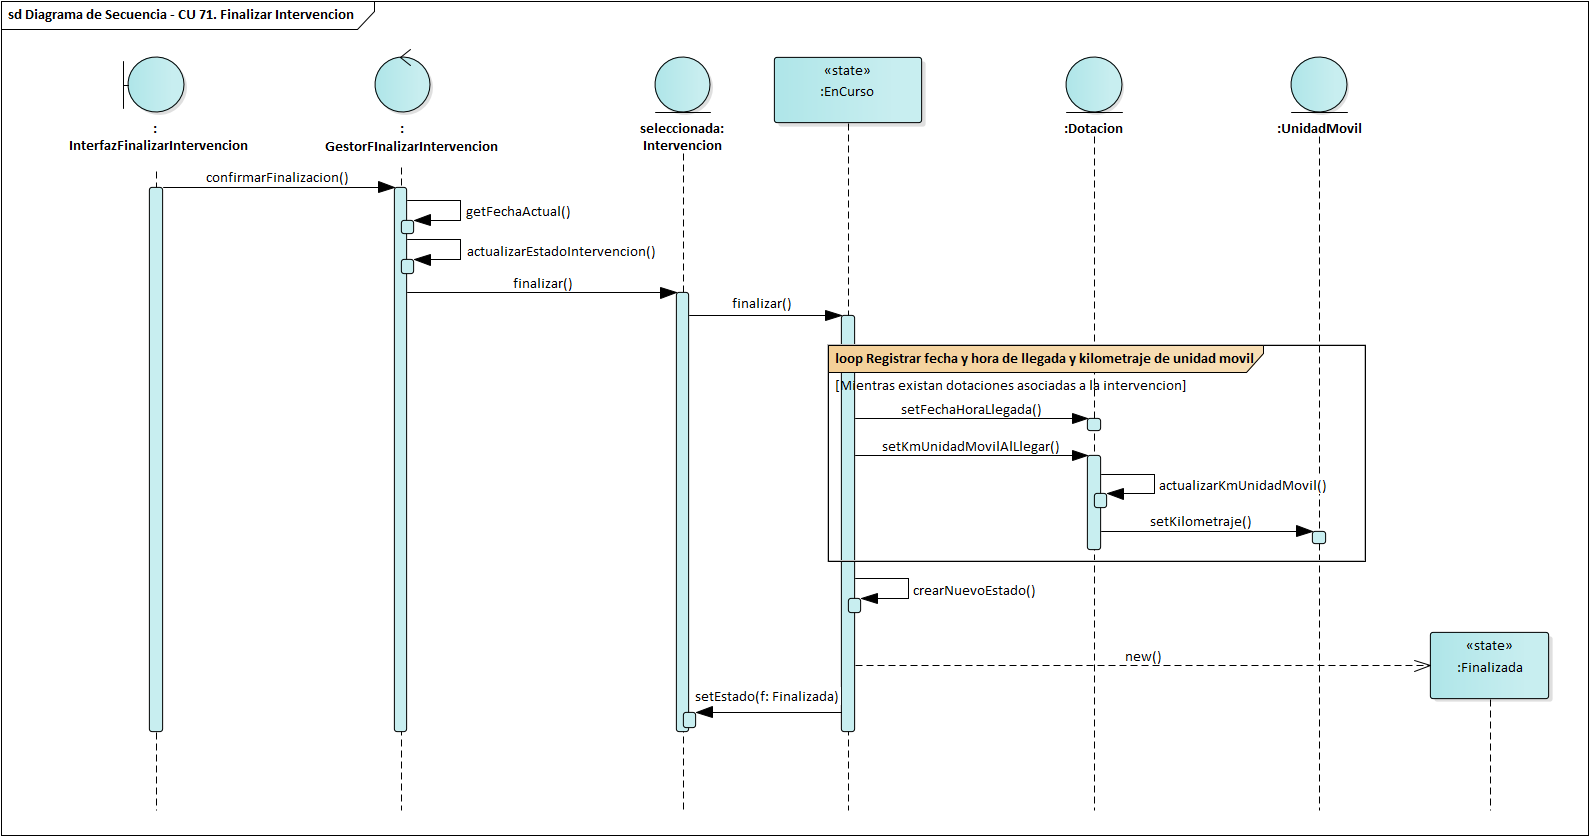 sd Diagrama de Secuencia - CU 71. Finalizar Intervencion
:
InterfazFinalizarIntervencion
:
GestorFInalizarIntervencion
seleccionada:
Intervencion
«state»
:EnCurso
:Dotacion
:UnidadMovil
confirmarFinalizacion()
getFechaActual()
actualizarEstadoIntervencion()
finalizar()
finalizar()
loop Registrar fecha y hora de llegada y kilometraje de unidad movil
[Mientras existan dotaciones asociadas a la intervencion]
setFechaHoraLlegada()
setKmUnidadMovilAlLlegar()
actualizarKmUnidadMovil()
setKilometraje()
crearNuevoEstado()
new()
«state»
:Finalizada
setEstado(f: Finalizada)